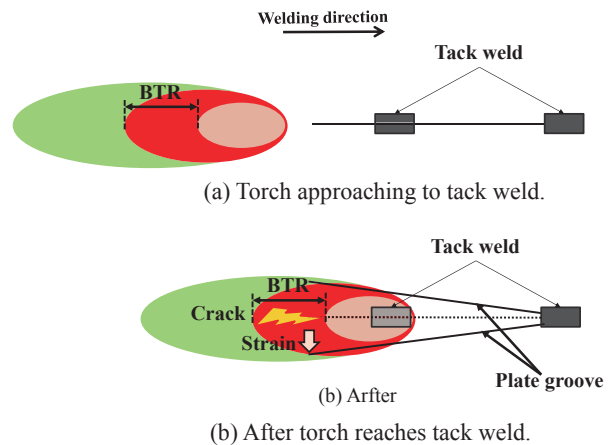 Welding direction
Tack weld
BTR
(a) Torch approaching to tack weld.
Tack weld
BTR
Crack
Strain
Plate groove
(b) Arfter
(b) After torch reaches tack weld.